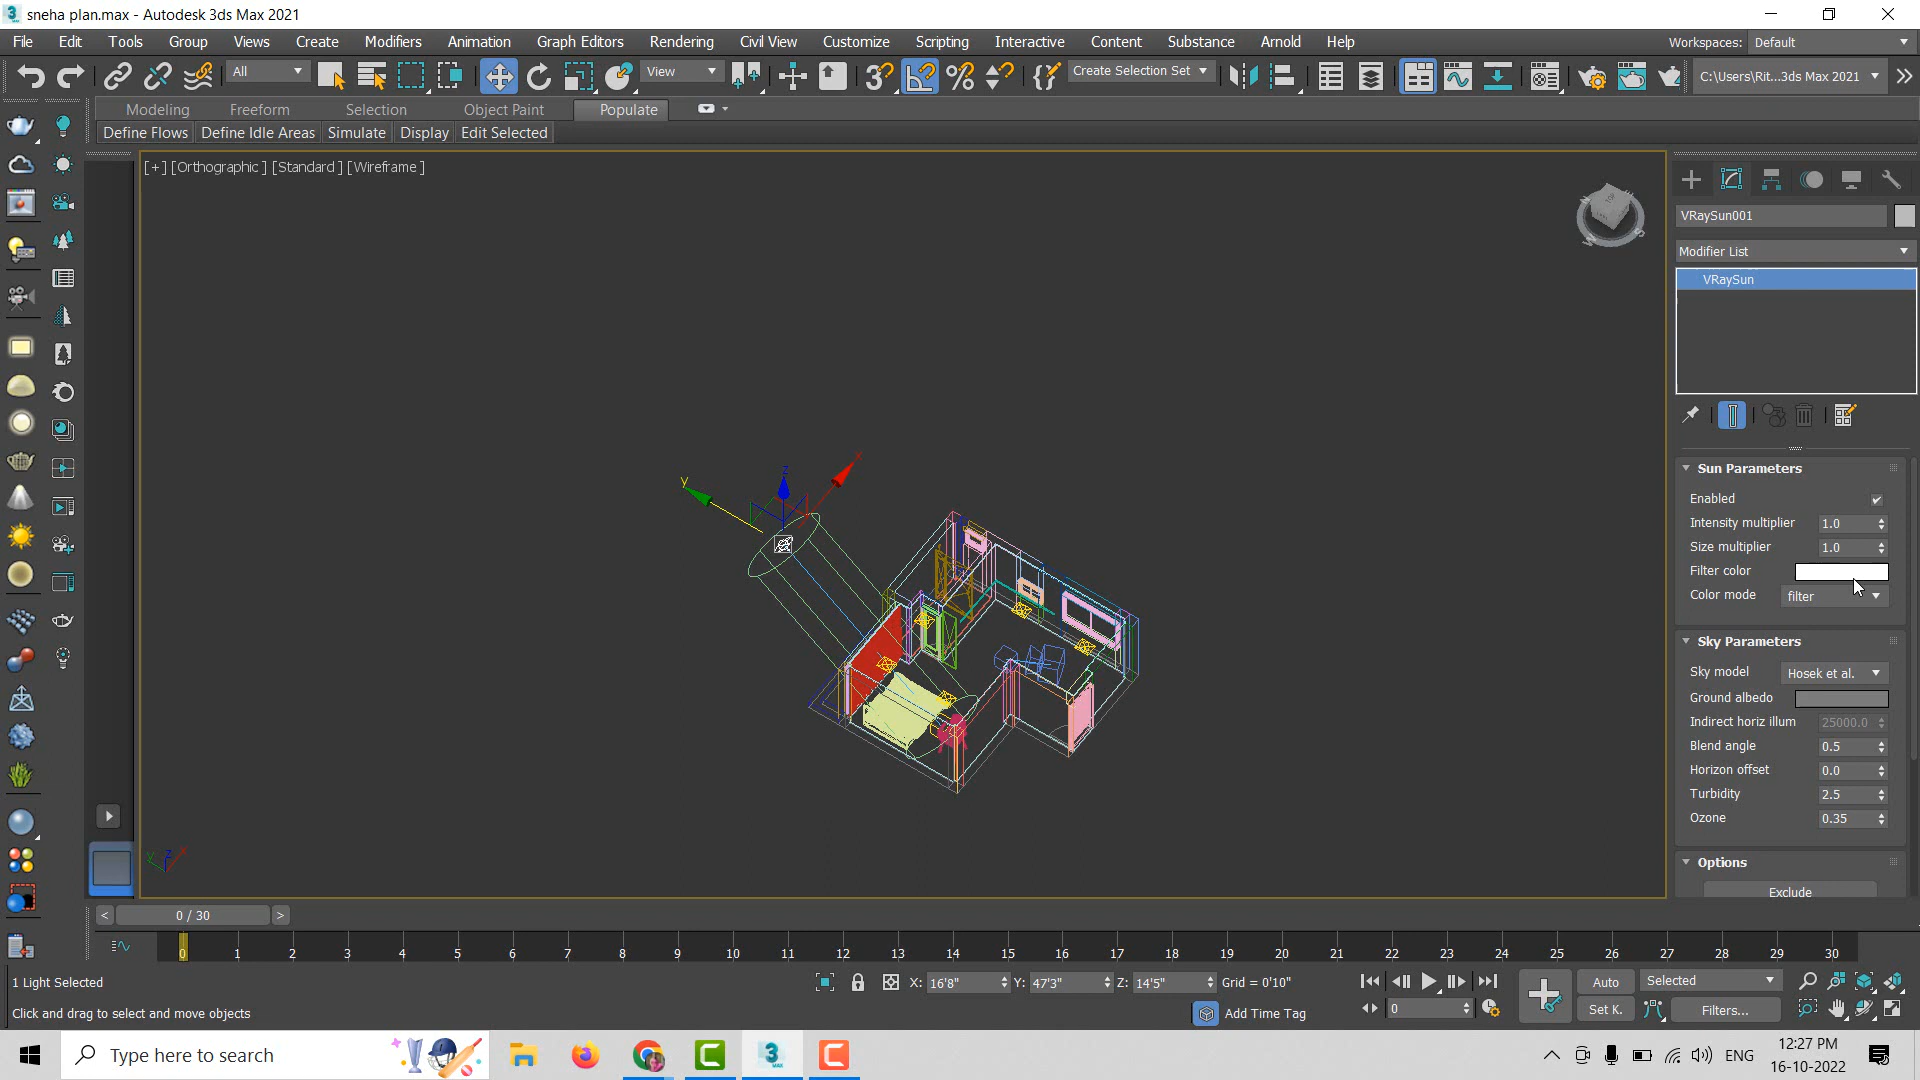 sneha plan.max - Autodesk 3ds Max 2021
File Edit Tools Group Views Create Modifiers Animation Graph Editors Rendering Civil View Customize Scripting Interactive Content Substance Arnold Help Workspaces: Default
All View Create Selection Set C:\Users\Rit...3ds Max 2021
Modeling Freeform Selection Object Paint Populate
Define Flows Define Idle Areas Simulate Display Edit Selected
[+] [Orthographic ] [Standard ] [Wireframe ]
VRaySun001
Modifier List
VRaySun
Sun Parameters
Enabled
Intensity multiplier 1.0
Size multiplier 1.0
Filter color
Color mode filter
Sky Parameters
Sky model Hosek et al.
Ground albedo
Indirect horiz illum 25000.0
Blend angle 0.5
Horizon offset 0.0
Turbidity 2.5
Ozone 0.35
Options
Exclude
x
y
z
0 / 30
0 1 2 3 4 5 6 7 8 9 10 11 12 13 14 15 16 17 18 19 20 21 22 23 24 25 26 27 28 29 30
1 Light Selected X: 16'8" Y: 47'3" Z: 14'5" Grid = 0'10" Auto Selected
Click and drag to select and move objects Add Time Tag 0 Set K. Filters...
Type here to search ENG 12:27 PM
16-10-2022